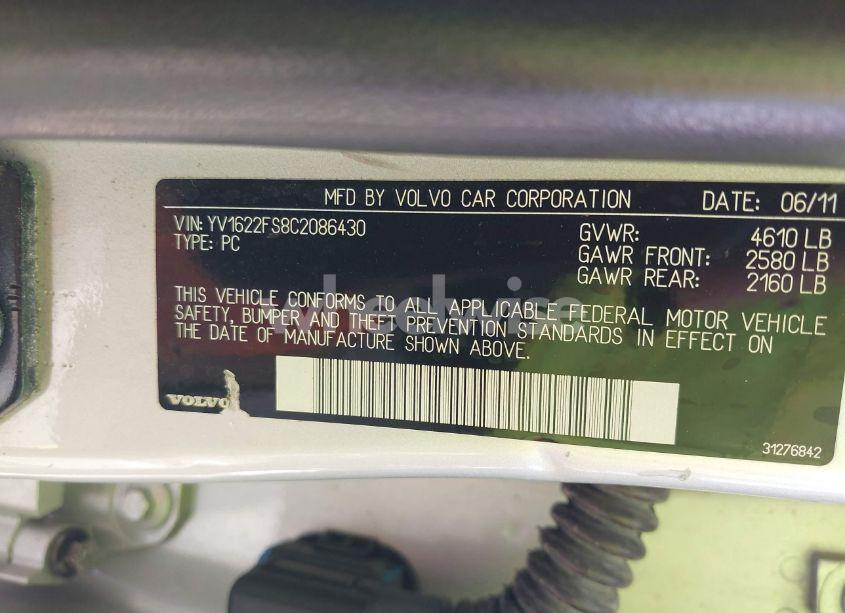 MFD BY VOLVO CAR CORPORATION DATE: 06/11
VIN: YV1622FS8C2086430
TYPE: PC
GVWR: 4610 LB
GAWR FRONT: 2580 LB
GAWR REAR: 2160 LB
THIS VEHICLE CONFORMS TO ALL APPLICABLE FEDERAL MOTOR VEHICLE
SAFETY, BUMPER AND THEFT PREVENTION STANDARDS IN EFFECT ON
THE DATE OF MANUFACTURE SHOWN ABOVE.
wheelwise
VOLVO
31276842